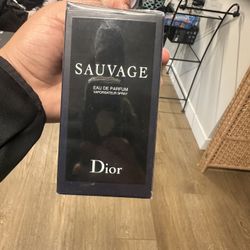 SAUVAGE
EAU DE PARFUM
VAPORISATEUR SPRAY
Dior